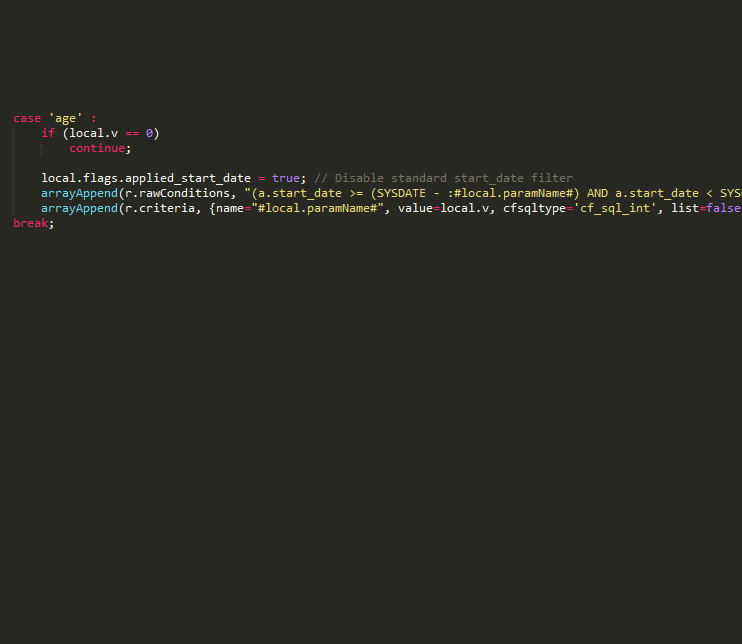 case 'age' :
if (local.v == 0)
continue;
local.flags.applied_start_date = true; // Disable standard start_date filter
arrayAppend(r.rawConditions, "(a.start_date >= (SYSDATE - :#local.paramName#) AND a.start_date < SYS
arrayAppend(r.criteria, {name="#local.paramName#", value=local.v, cfsqltype='cf_sql_int', list=false
break;